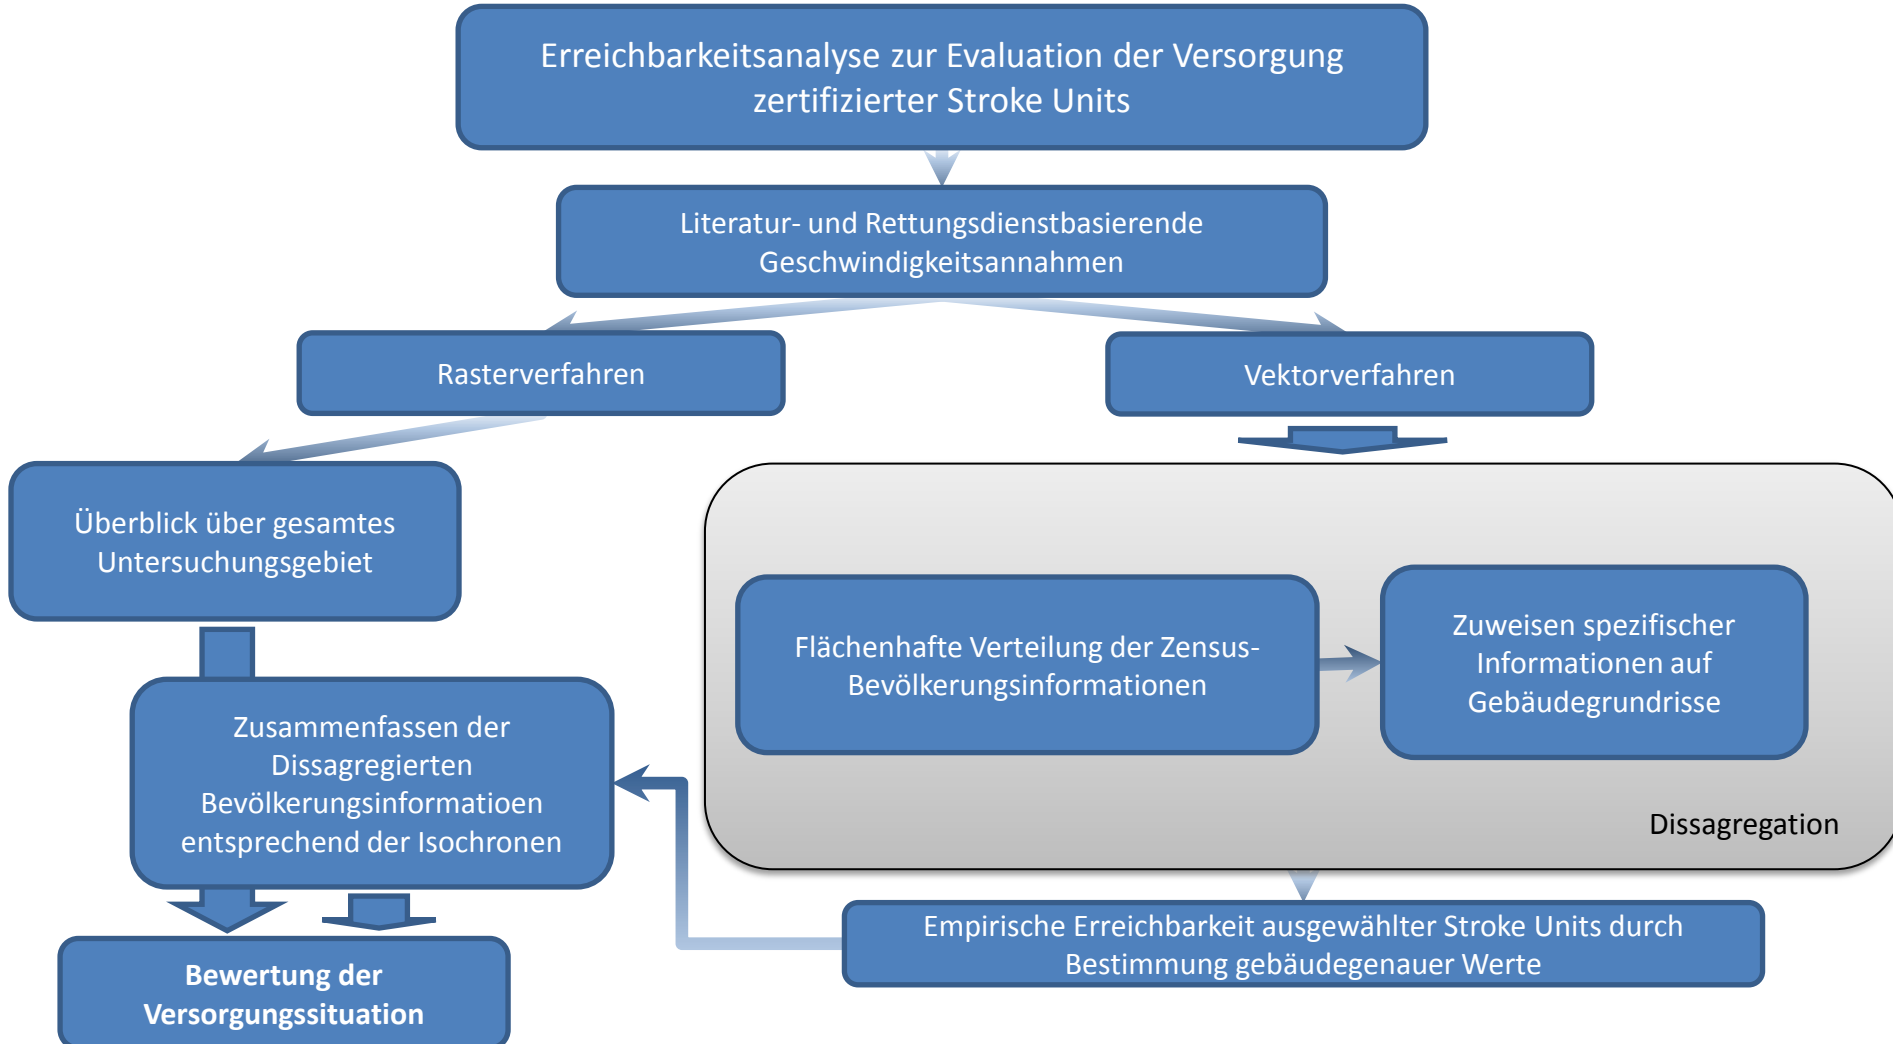 Erreichbarkeitsanalyse zur Evaluation der Versorgung
zertifizierter Stroke Units
Literatur- und Rettungsdienstbasierende
Geschwindigkeitsannahmen
Rasterverfahren
Vektorverfahren
Überblick über gesamtes
Untersuchungsgebiet
Flächenhafte Verteilung der Zensus-
Bevölkerungsinformationen
Zuweisen spezifischer
Informationen auf
Gebäudegrundrisse
Dissagregation
Zusammenfassen der
Dissagregierten
Bevölkerungsinformatioen
entsprechend der Isochronen
Empirische Erreichbarkeit ausgewählter Stroke Units durch
Bestimmung gebäudegenauer Werte
Bewertung der
Versorgungssituation